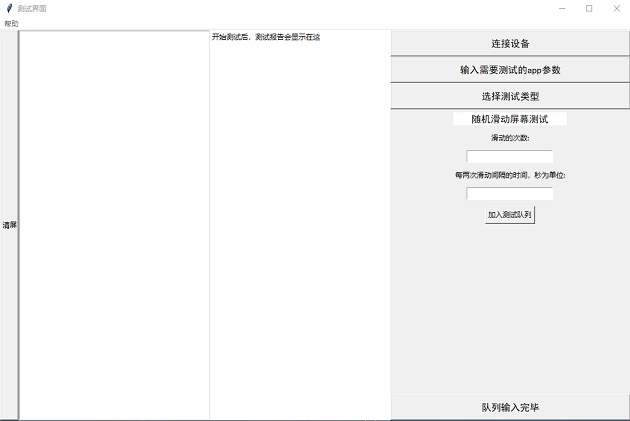 测试界面
帮助
清屏
开始测试后，测试报告会显示在这
连接设备
输入需要测试的app参数
选择测试类型
随机滑动屏幕测试
滑动的次数:
每两次滑动间隔的时间，秒为单位:
加入测试队列
队列输入完毕